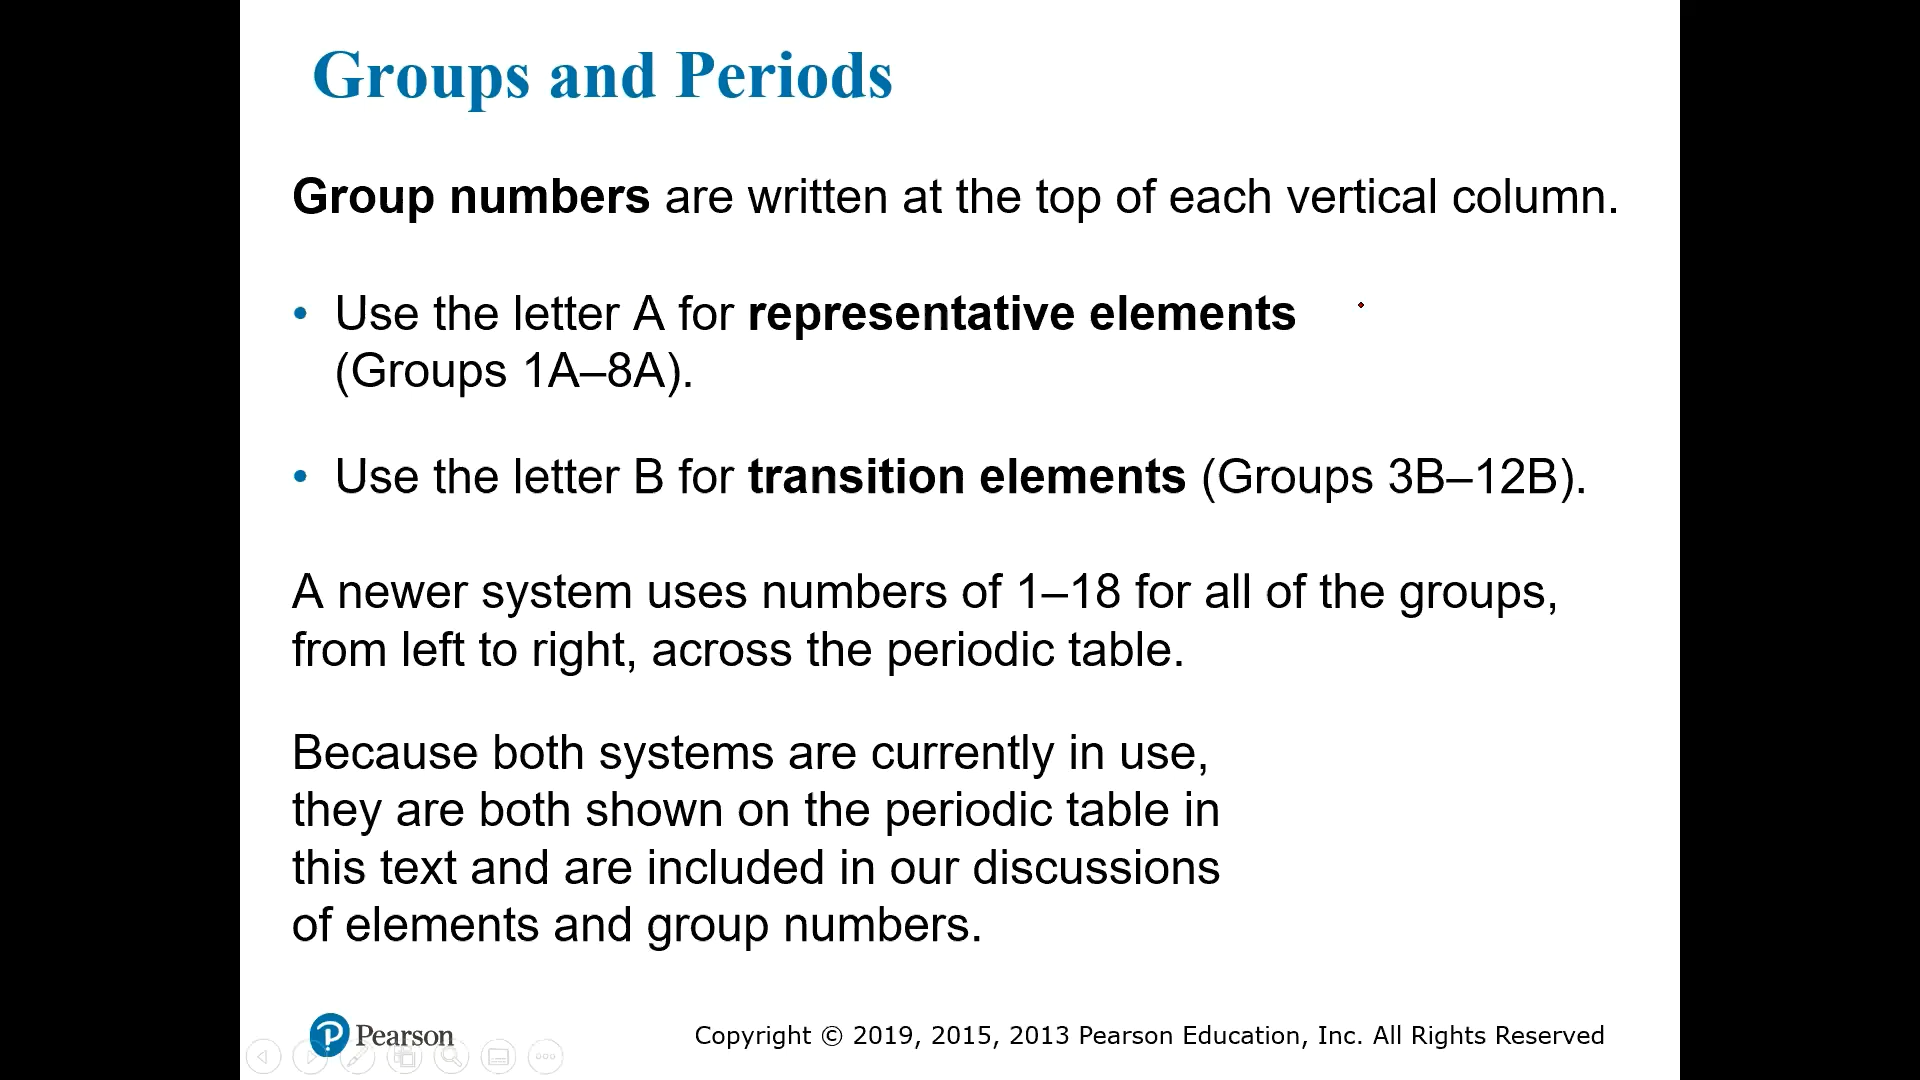 Groups and Periods
Group numbers are written at the top of each vertical column.
• Use the letter A for representative elements
(Groups 1A–8A).
• Use the letter B for transition elements (Groups 3B–12B).
A newer system uses numbers of 1–18 for all of the groups,
from left to right, across the periodic table.
Because both systems are currently in use,
they are both shown on the periodic table in
this text and are included in our discussions
of elements and group numbers.
Pearson
Copyright © 2019, 2015, 2013 Pearson Education, Inc. All Rights Reserved